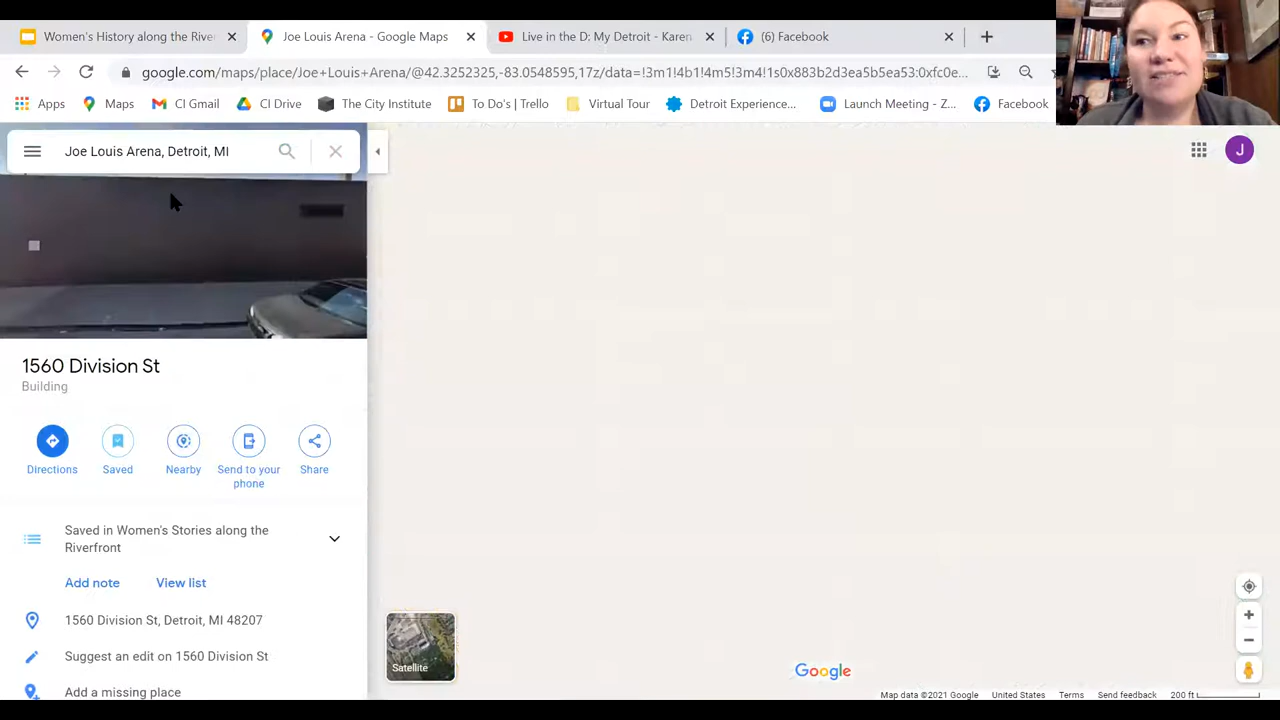 Women's History along the River
Joe Louis Arena - Google Maps
Live in the D: My Detroit - Karen
(6) Facebook
google.com/maps/place/Joe+Louis+Arena/@42.3252325,-83.0548595,17z/data=!3m1!4b1!4m5!3m4!1s0x883b2d3ea5b5ea53:0xfc0e...
Apps
Maps
CI Gmail
CI Drive
The City Institute
To Do's | Trello
Virtual Tour
Detroit Experience...
Launch Meeting - Z...
Facebook
Joe Louis Arena, Detroit, MI
J
1560 Division St
Building
Directions
Saved
Nearby
Send to your
phone
Share
Saved in Women's Stories along the
Riverfront
Add note
View list
1560 Division St, Detroit, MI 48207
Suggest an edit on 1560 Division St
Add a missing place
Satellite
Google
Map data ©2021 Google
United States
Terms
Send feedback
200 ft